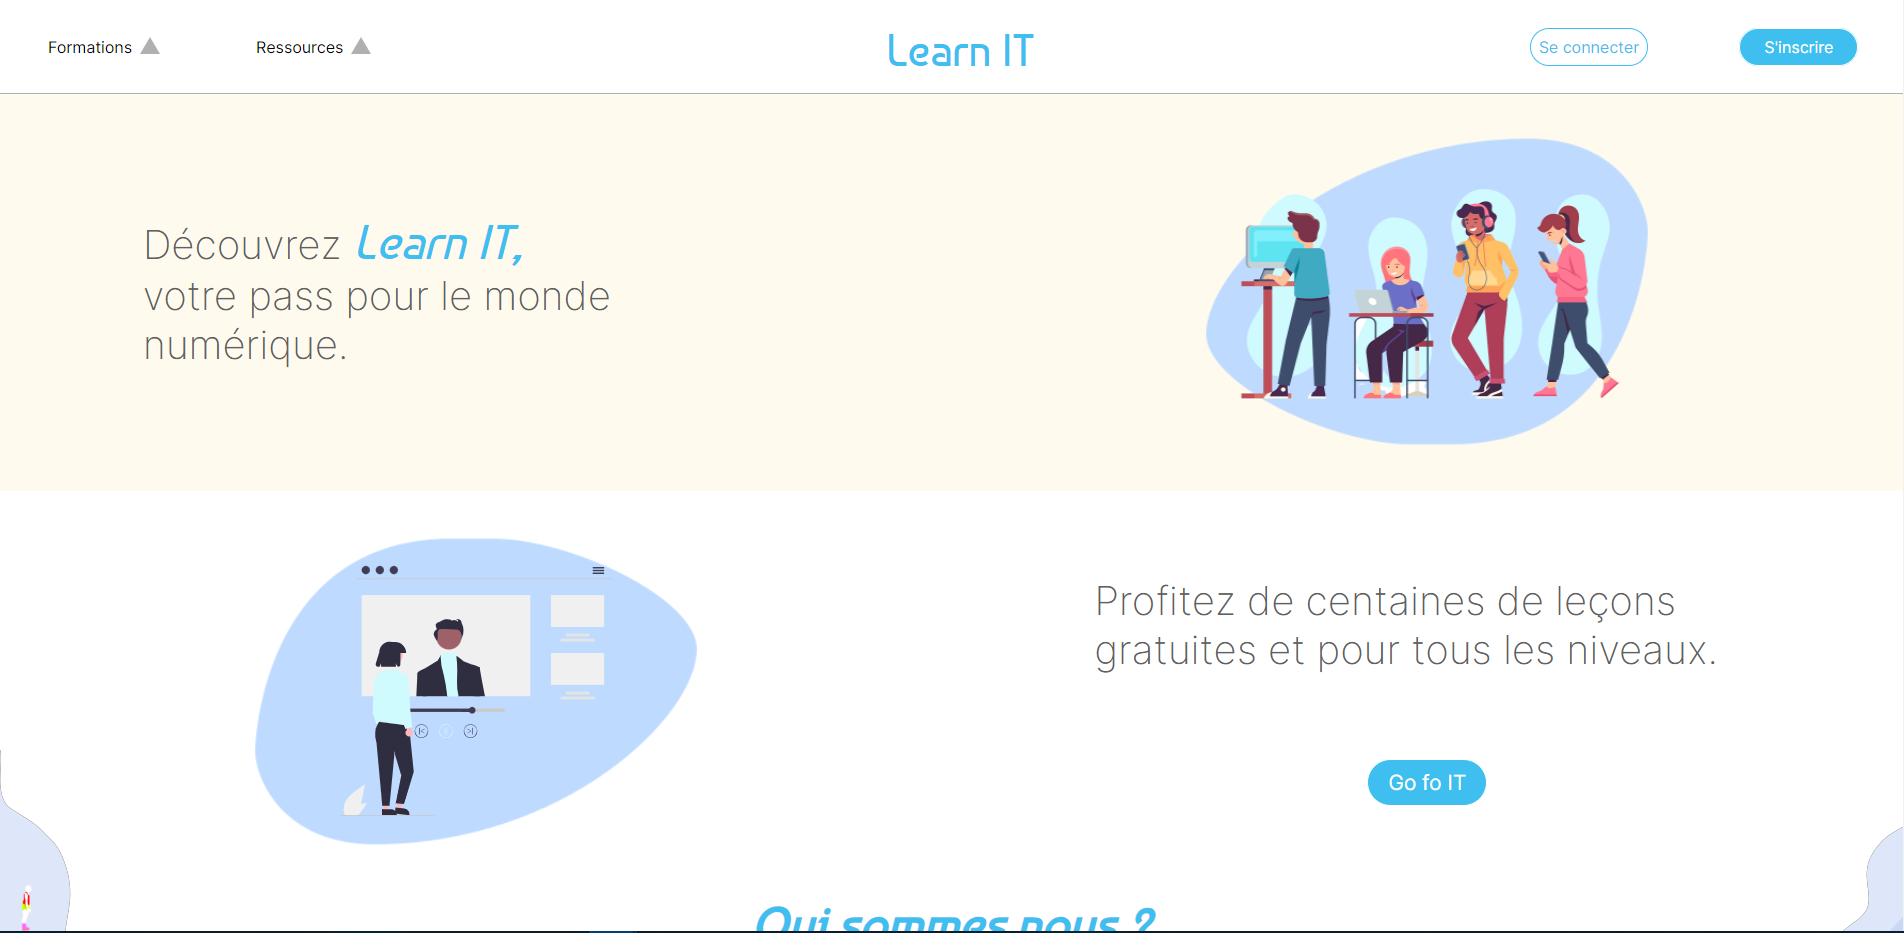 Formations
Ressources
Learn IT
Se connecter
S'inscrire
Découvrez Learn IT,
votre pass pour le monde
numérique.
Profitez de centaines de leçons
gratuites et pour tous les niveaux.
Go fo IT
Qui sommes nous ?